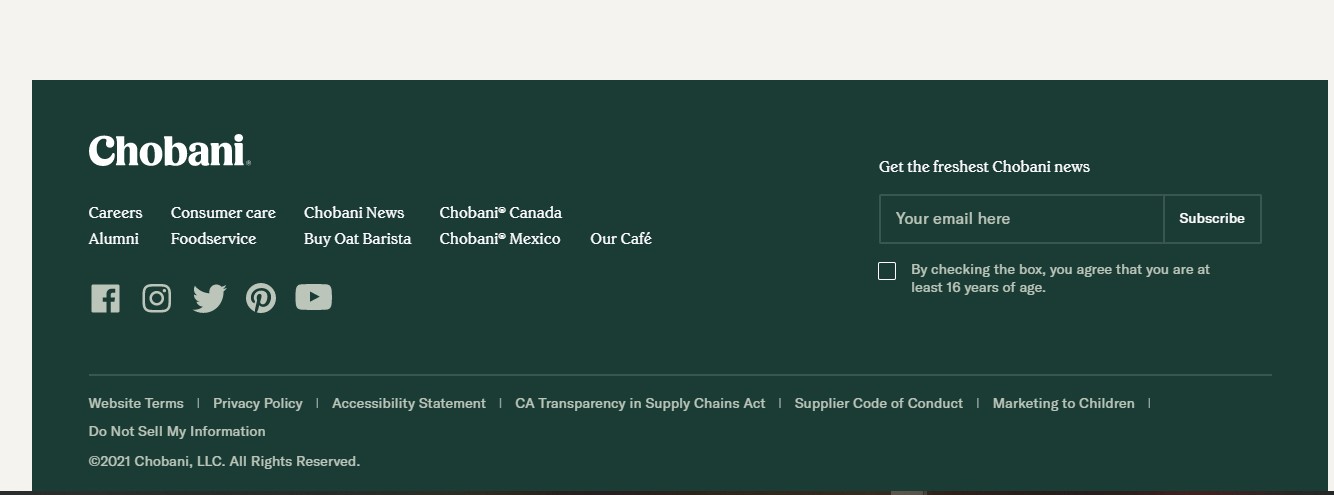 Chobani®
Careers Consumer care Chobani News Chobani® Canada
Alumni Foodservice Buy Oat Barista Chobani® Mexico Our Café
Get the freshest Chobani news
Your email here Subscribe
By checking the box, you agree that you are at
least 16 years of age.
Website Terms | Privacy Policy | Accessibility Statement | CA Transparency in Supply Chains Act | Supplier Code of Conduct | Marketing to Children |
Do Not Sell My Information
©2021 Chobani, LLC. All Rights Reserved.